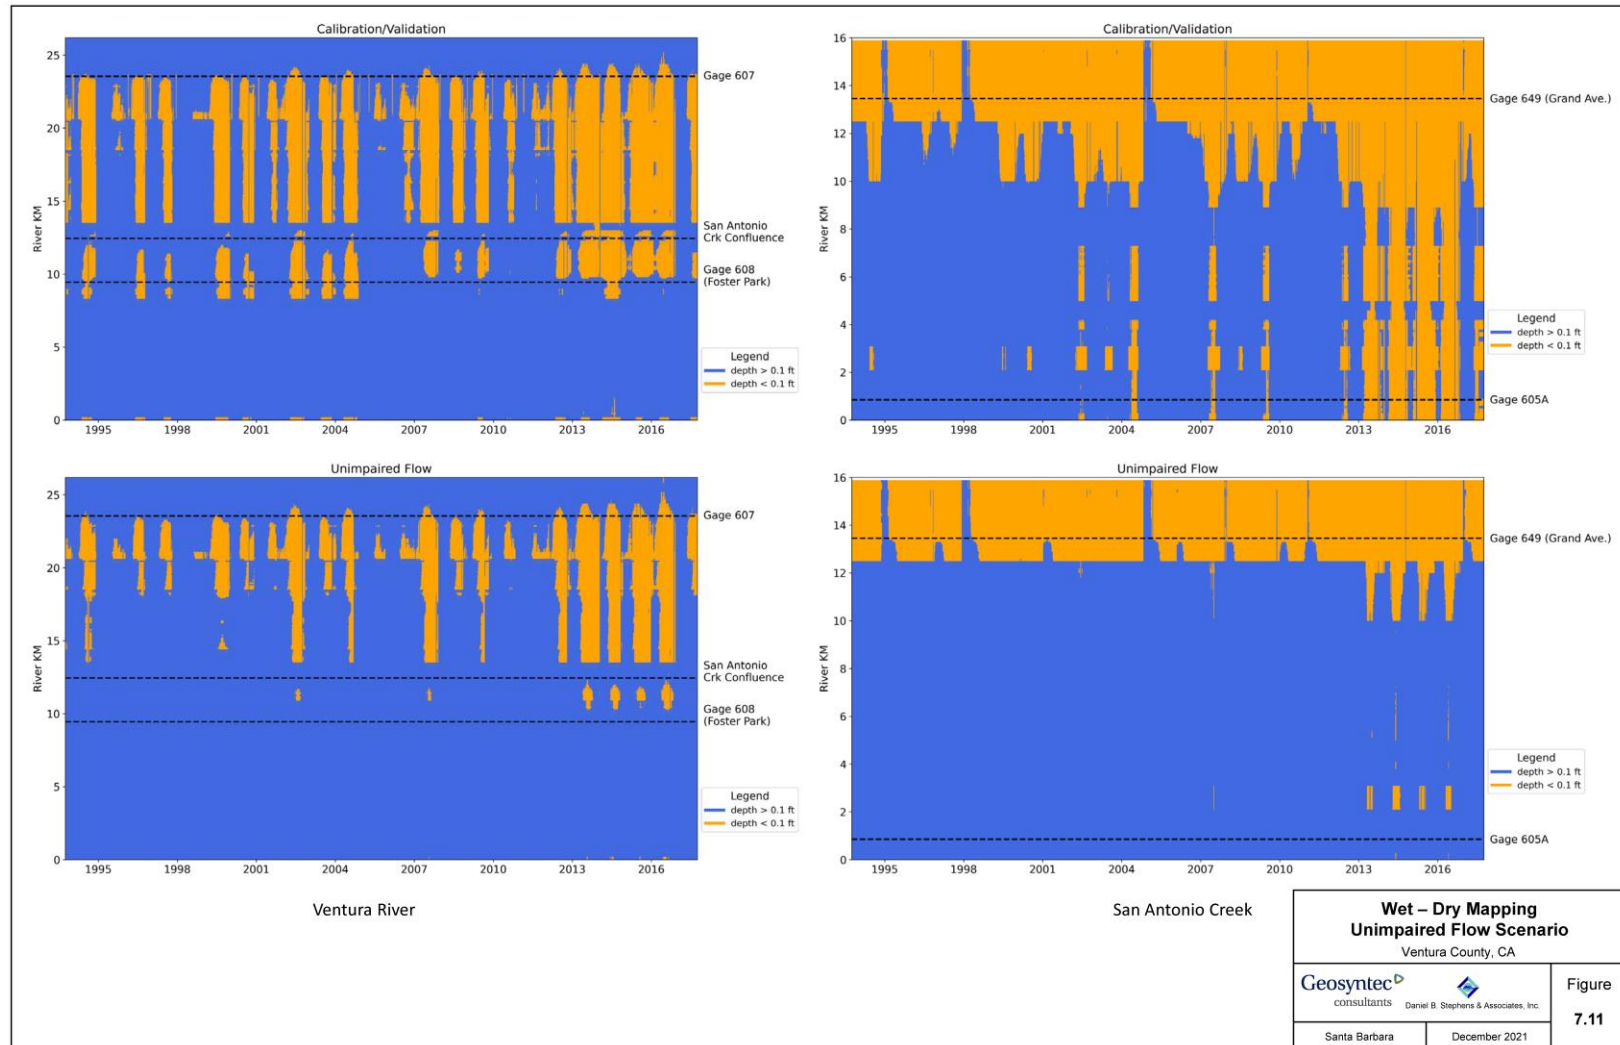 Calibration/Validation
25
20
15
10
5
0
River KM
1995
1998
2001
2004
2007
2010
2013
2016
Gage 607
San Antonio
Crk Confluence
Gage 608
(Foster Park)
Legend
depth > 0.1 ft
depth < 0.1 ft
Calibration/Validation
16
14
12
10
8
6
4
2
0
River KM
1995
1998
2001
2004
2007
2010
2013
2016
Gage 649 (Grand Ave.)
Legend
depth > 0.1 ft
depth < 0.1 ft
Gage 605A
Unimpaired Flow
25
20
15
10
5
0
River KM
1995
1998
2001
2004
2007
2010
2013
2016
Gage 607
San Antonio
Crk Confluence
Gage 608
(Foster Park)
Legend
depth > 0.1 ft
depth < 0.1 ft
Unimpaired Flow
16
14
12
10
8
6
4
2
0
River KM
1995
1998
2001
2004
2007
2010
2013
2016
Gage 649 (Grand Ave.)
Legend
depth > 0.1 ft
depth < 0.1 ft
Gage 605A
Ventura River
San Antonio Creek
Wet – Dry Mapping
Unimpaired Flow Scenario
Ventura County, CA
Geosyntec
consultants
Daniel B. Stephens & Associates, Inc.
Figure
7.11
Santa Barbara
December 2021